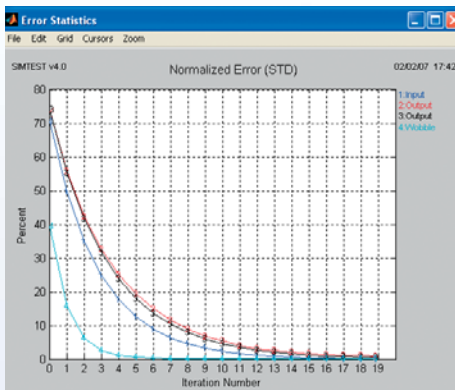 Error Statistics
File Edit Grid Cursors Zoom
SIMTEST v4.0
Normalized Error (STD)
02/02/07 17:42
80
70
60
50
40
30
20
10
0
Percent
0 1 2 3 4 5 6 7 8 9 10 11 12 13 14 15 16 17 18 19
Iteration Number
1:Input
2:Output
3:Output
4:Wobble